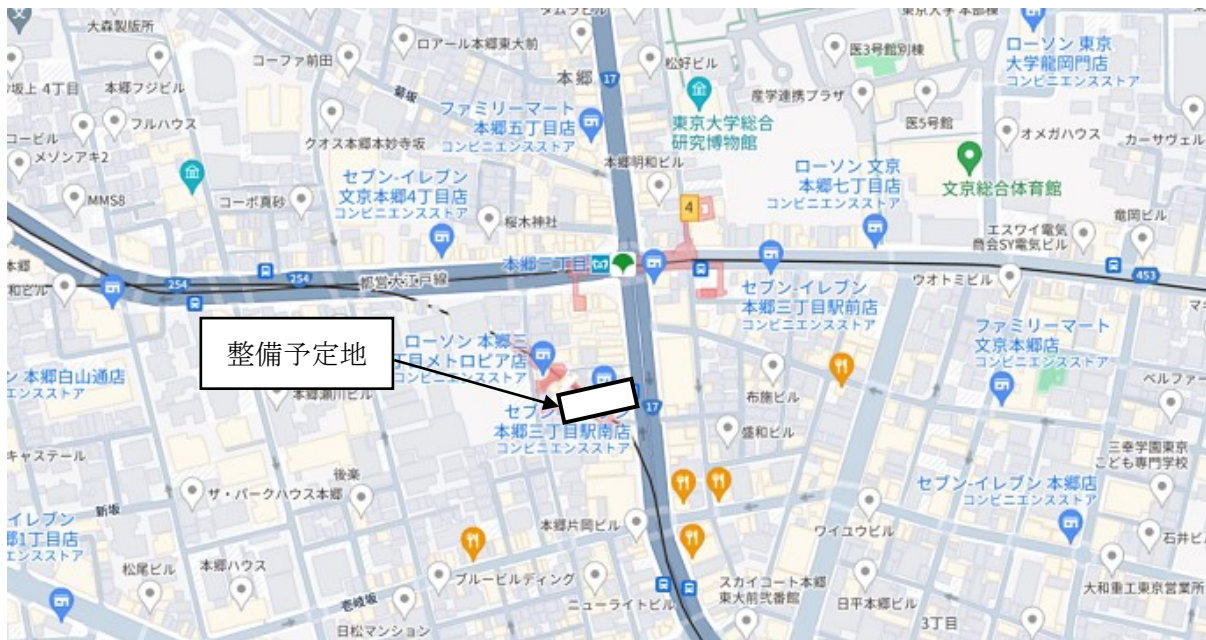 大森製版所
ロアール本郷東大前
コーファ前田
坂上 4丁目
本郷フジビル
フルハウス
コービル
メゾンアキ2
MMS8
菊坂
ファミリーマート
本郷五丁目店
コンビニエンスストア
クオス本郷本妙寺坂
セブン-イレブン
文京本郷4丁目店
コンビニエンスストア
コーポ真砂
桜木神社
本郷
17
松好ビル
東京大学総合
研究博物館
本郷明和ビル
産学連携プラザ
医3号館別棟
東京大学 本部棟
医5号館
ローソン 東京
大学龍岡門店
コンビニエンスストア
オメガハウス
カーサヴェル
ローソン 文京
本郷七丁目店
コンビニエンスストア
文京総合体育館
竜岡ビル
エスワイ電気
商会SY電気ビル
4
本郷三丁目
都営大江戸線
254
254
453
本郷
和ビル
セブン-イレブン
本郷三丁目駅前店
コンビニエンスストア
ウオトミビル
マ
整備予定地
ローソン 本郷三
丁目メトロピア店
コンビニエンスストア
ファミリーマート
文京本郷店
コンビニエンスストア
ン 本郷白山通店
エンスストア
本郷瀬川ビル
布施ビル
ベルファー
17
セブ
ン
本郷三丁目駅南店
コンビニエンスストア
盛和ビル
三幸学園東京
こども専門学校
キャステール
後楽
ザ・パークハウス本郷
新坂
セブン-イレブン 本郷店
コンビニエンスストア
イレブン
郷1丁目店
エンスストア
本郷片岡ビル
ワイユウビル
石井ビ
松尾ビル
本郷ハウス
ブルービルディング
ニューライトビル
スカイコート本郷
東大前弐番館
日平本郷ビル
大和重工東京営業所
壱岐坂
日松マンション
3丁目